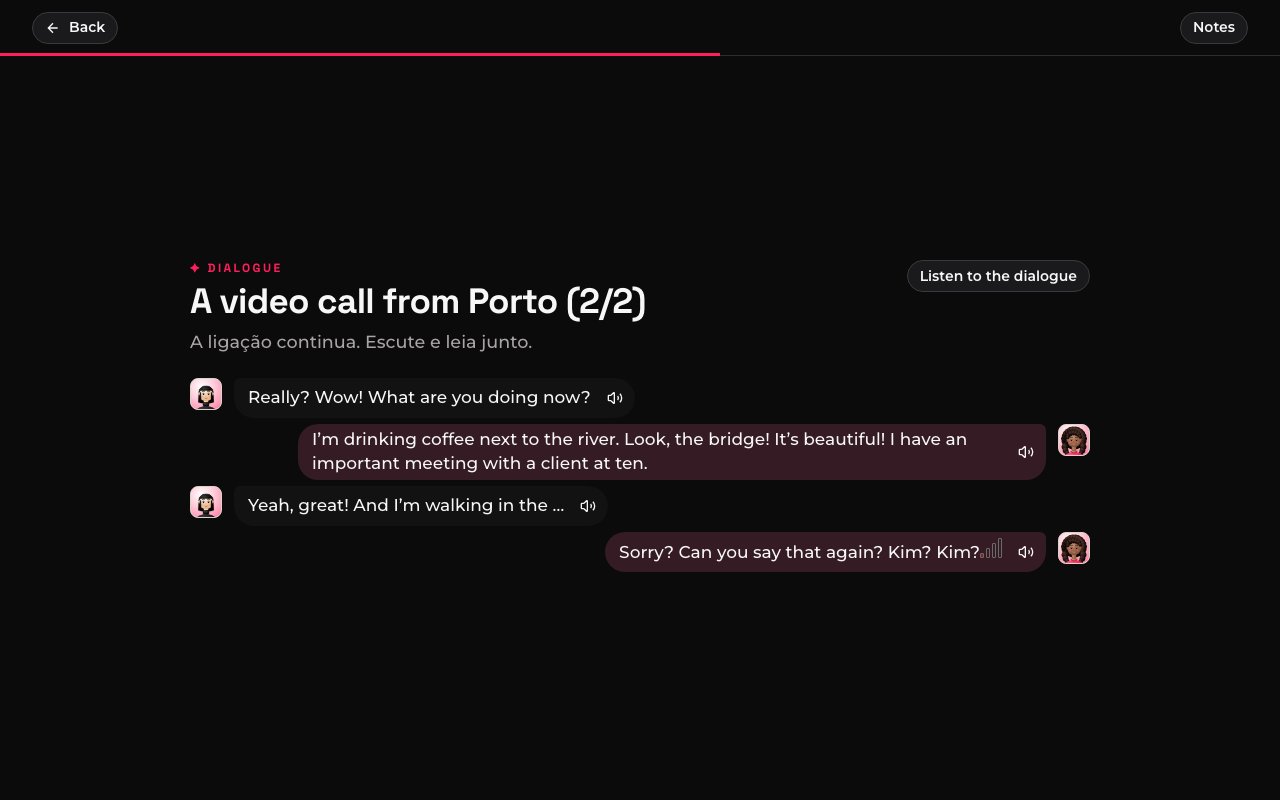 Back
Notes
DIALOGUE
Listen to the dialogue
A video call from Porto (2/2)
A ligação continua. Escute e leia junto.
Really? Wow! What are you doing now?
I’m drinking coffee next to the river. Look, the bridge! It’s beautiful! I have an
important meeting with a client at ten.
Yeah, great! And I’m walking in the ...
Sorry? Can you say that again? Kim? Kim?